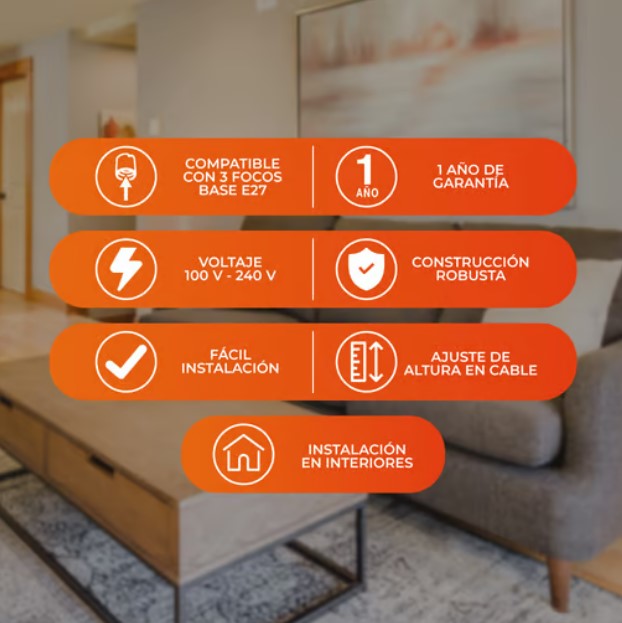 COMPATIBLE
CON 3 FOCOS
BASE E27
1
AÑO
1 AÑO DE
GARANTÍA
VOLTAJE
100 V - 240 V
CONSTRUCCIÓN
ROBUSTA
FÁCIL
INSTALACIÓN
AJUSTE DE
ALTURA EN CABLE
INSTALACIÓN
EN INTERIORES